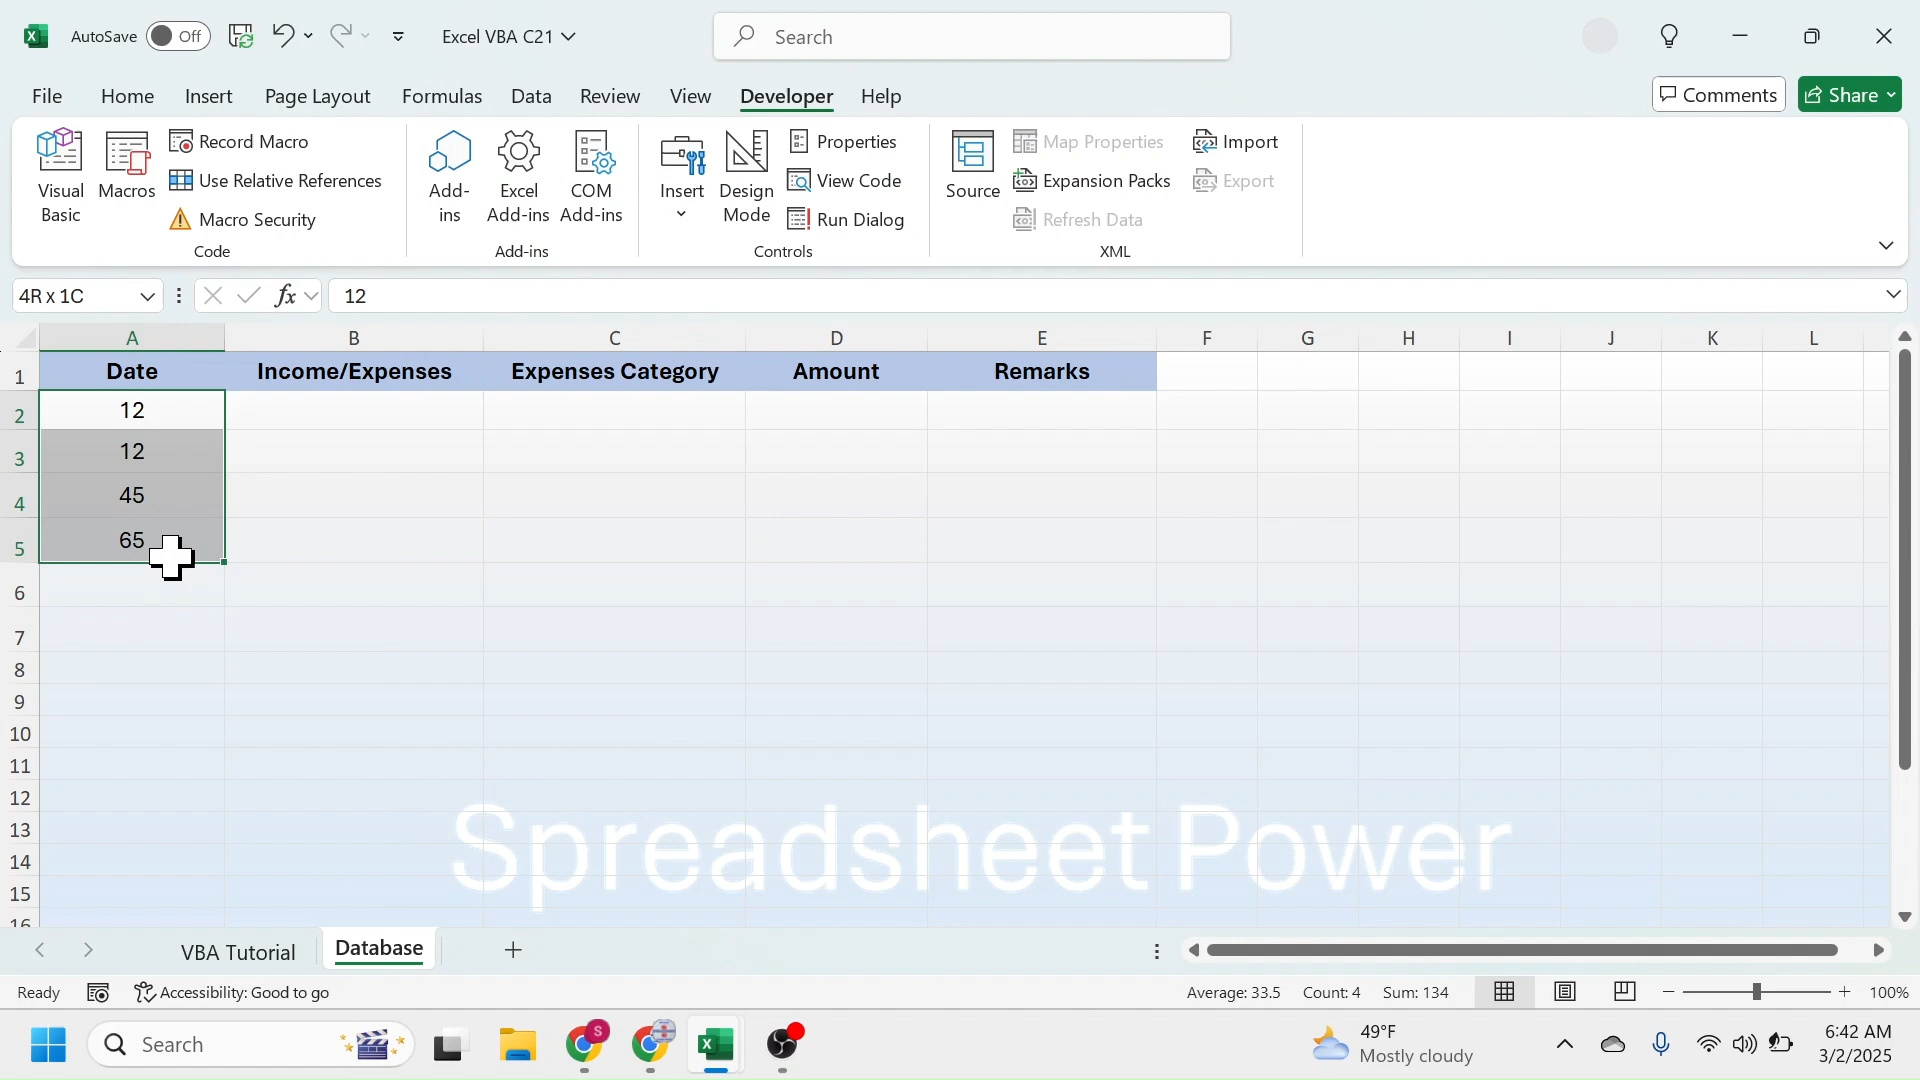 AutoSave Off Excel VBA C21 Search
File Home Insert Page Layout Formulas Data Review View Developer Help Comments Share
Visual Basic
Macros
Record Macro
Use Relative References
Macro Security
Code
Add-ins
Excel Add-ins
COM Add-ins
Add-ins
Insert
Design Mode
Properties
View Code
Run Dialog
Controls
Source
Map Properties
Expansion Packs
Refresh Data
Import
Export
XML
4R x 1C fx 12
A B C D E F G H I J K L
1 Date Income/Expenses Expenses Category Amount Remarks
2 12
3 12
4 45
5 65
6
7
8
9
10
11
12
13
14
15
16
Spreadsheet Power
VBA Tutorial Database
Ready Accessibility: Good to go Average: 33.5 Count: 4 Sum: 134 100%
Search S 49°F 6:42 AM
Mostly cloudy 3/2/2025